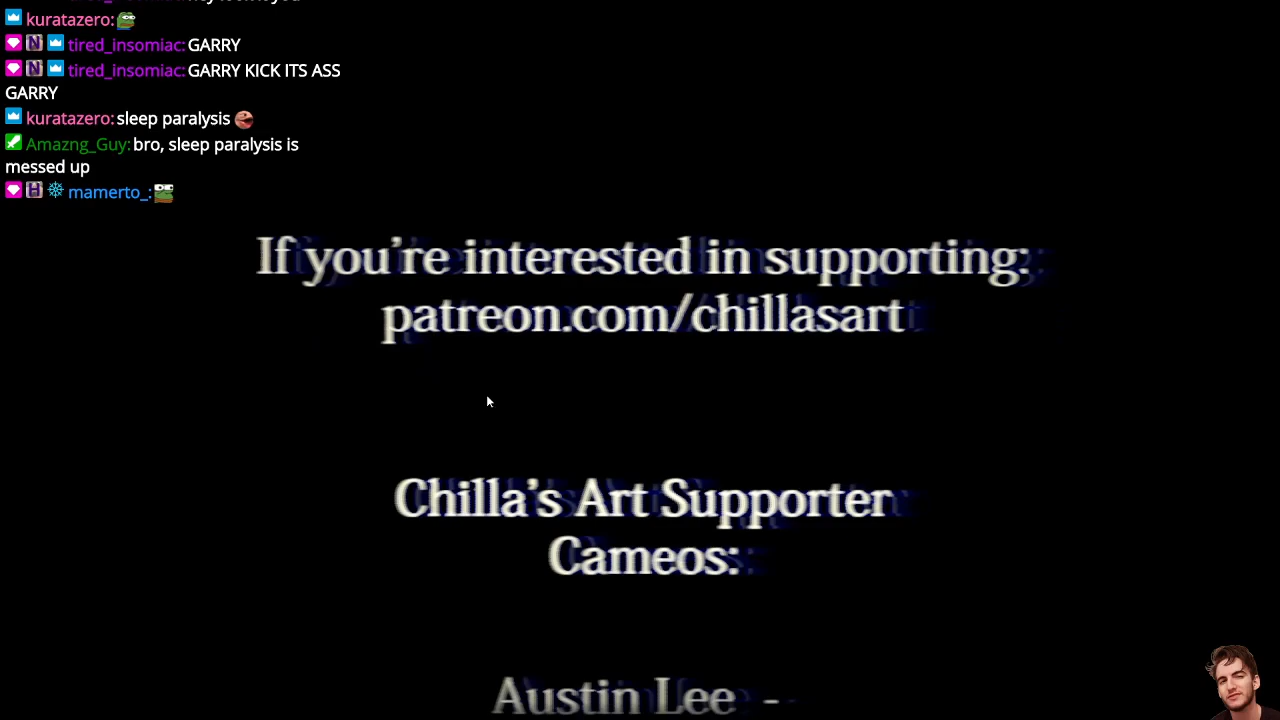 kuratazero:
tired_insomiac: GARRY
tired_insomiac: GARRY KICK ITS ASS
GARRY
kuratazero: sleep paralysis
Amazng_Guy: bro, sleep paralysis is
messed up
mamerto_:
If you're interested in supporting:
patreon.com/chillasart
Chilla's Art Supporter
Cameos:
Austin Lee -